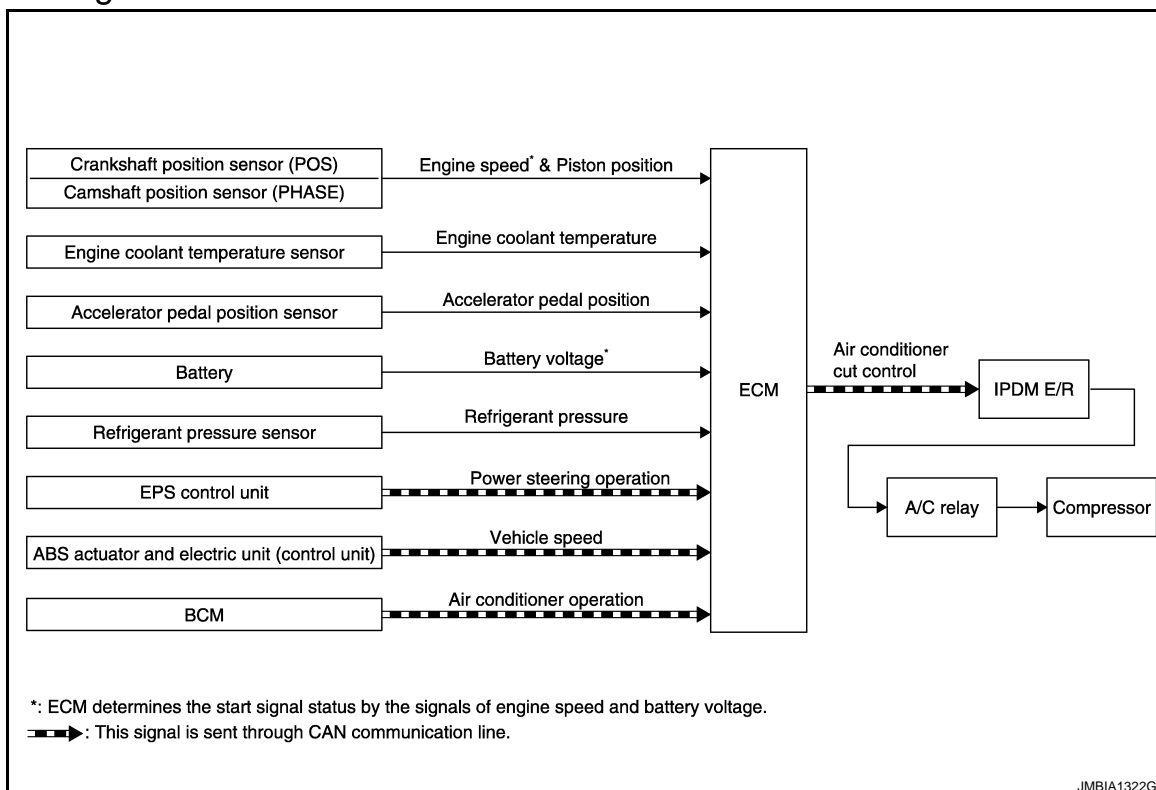 Crankshaft position sensor (POS)
Camshaft position sensor (PHASE)
Engine speed* & Piston position
Engine coolant temperature sensor
Engine coolant temperature
Accelerator pedal position sensor
Accelerator pedal position
Battery
Battery voltage*
Refrigerant pressure sensor
Refrigerant pressure
EPS control unit
Power steering operation
ABS actuator and electric unit (control unit)
Vehicle speed
BCM
Air conditioner operation
ECM
Air conditioner
cut control
IPDM E/R
A/C relay
Compressor
*: ECM determines the start signal status by the signals of engine speed and battery voltage.
: This signal is sent through CAN communication line.
JMBIA1322G